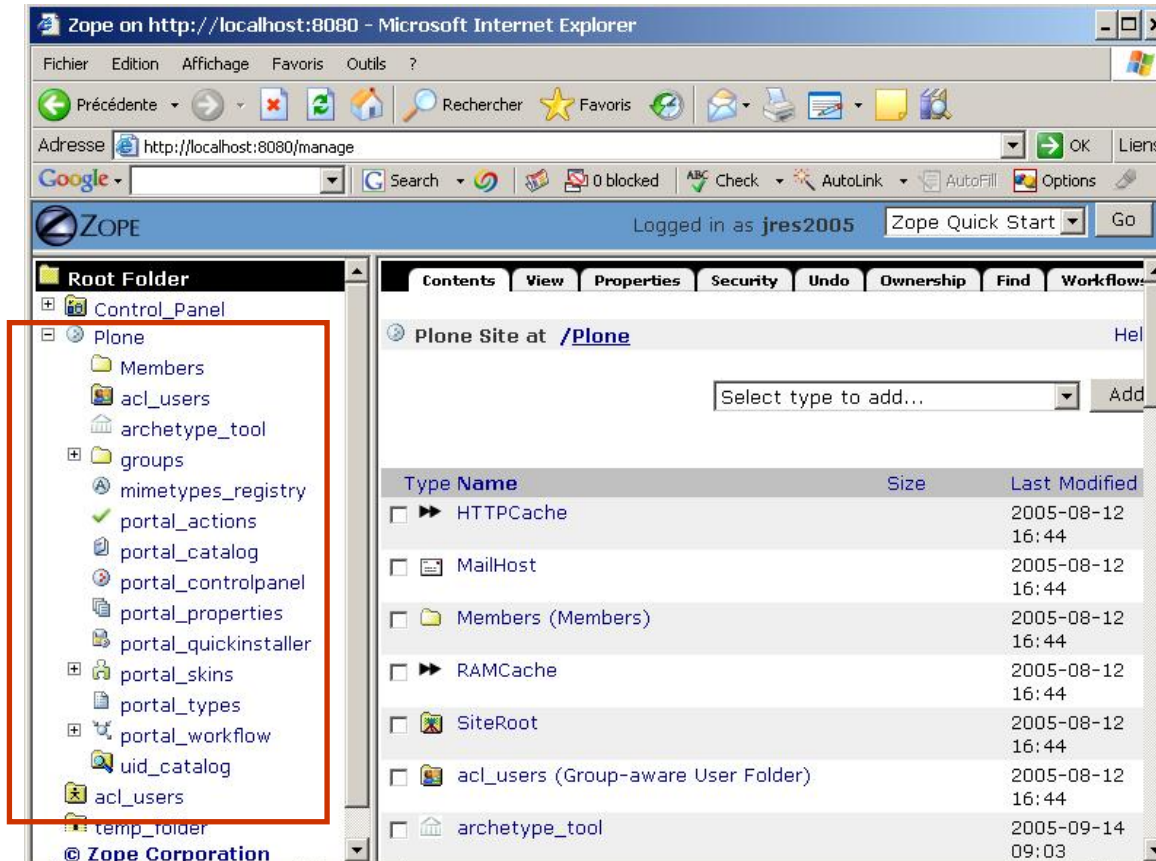 Zope on http://localhost:8080 - Microsoft Internet Explorer
Fichier Edition Affichage Favoris Outils ?
Précédente Rechercher Favoris
Adresse http://localhost:8080/manage OK Liens
Google Search 0 blocked Check AutoLink AutoFill Options
ZOPE Logged in as jres2005 Zope Quick Start Go
Root Folder
Control_Panel
Plone
Members
acl_users
archetype_tool
groups
mimetypes_registry
portal_actions
portal_catalog
portal_controlpanel
portal_properties
portal_quickinstaller
portal_skins
portal_types
portal_workflow
uid_catalog
acl_users
temp_folder
© Zope Corporation
Contents View Properties Security Undo Ownership Find Workflows
Plone Site at /Plone Hel
Select type to add... Add
Type Name Size Last Modified
HTTPCache 2005-08-12
16:44
MailHost 2005-08-12
16:44
Members (Members) 2005-08-12
16:44
RAMCache 2005-08-12
16:44
SiteRoot 2005-08-12
16:44
acl_users (Group-aware User Folder) 2005-08-12
16:44
archetype_tool 2005-09-14
09:03